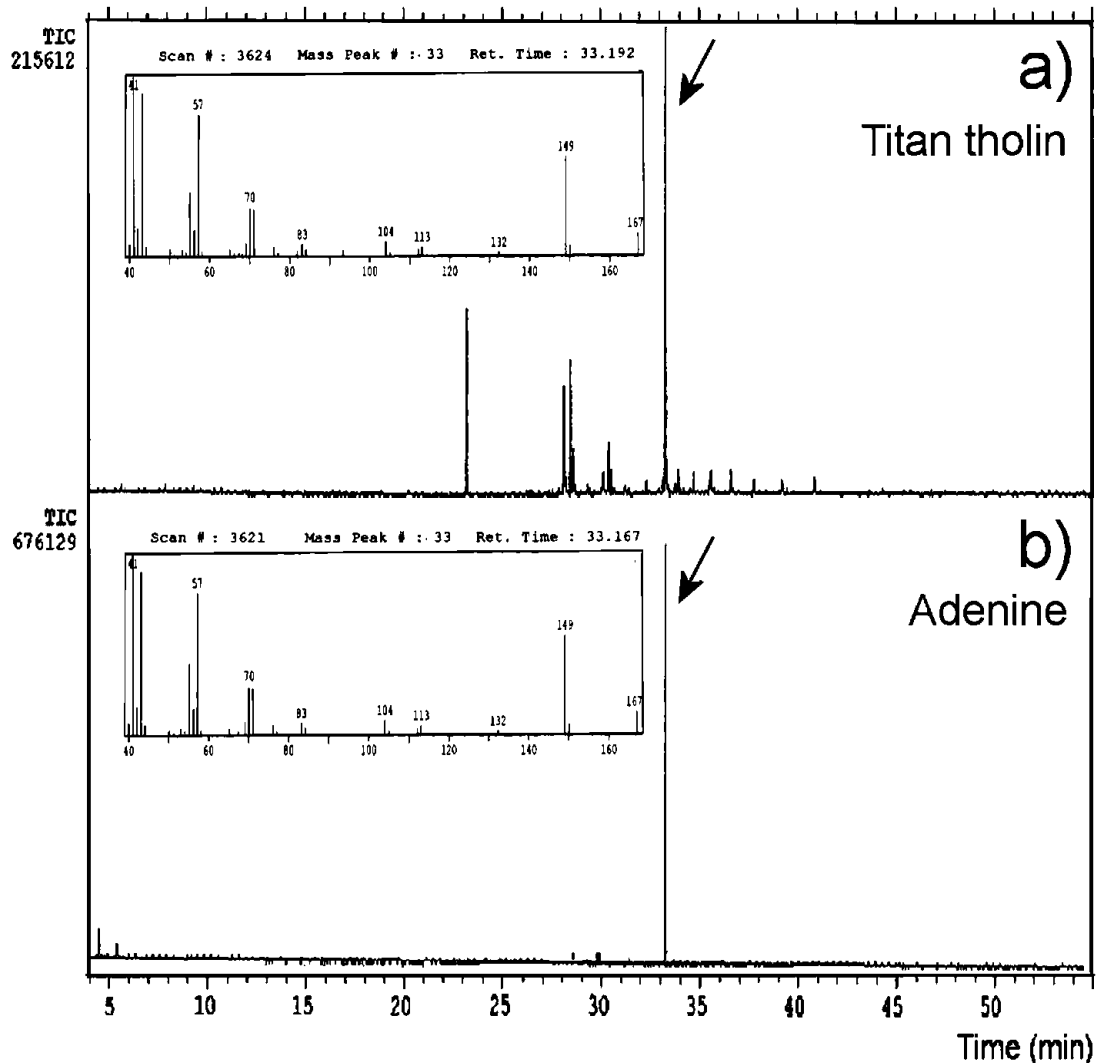 TIC
215612
Scan # : 3624 Mass Peak # : 33 Ret. Time : 33.192
a)
Titan tholin
41
57
70
83
104
113
132
149
167
40 60 80 100 120 140 160
TIC
676129
Scan # : 3621 Mass Peak # : 33 Ret. Time : 33.167
b)
Adenine
41
57
70
83
104
113
132
149
167
40 60 80 100 120 140 160
5 10 15 20 25 30 35 40 45 50
Time (min)